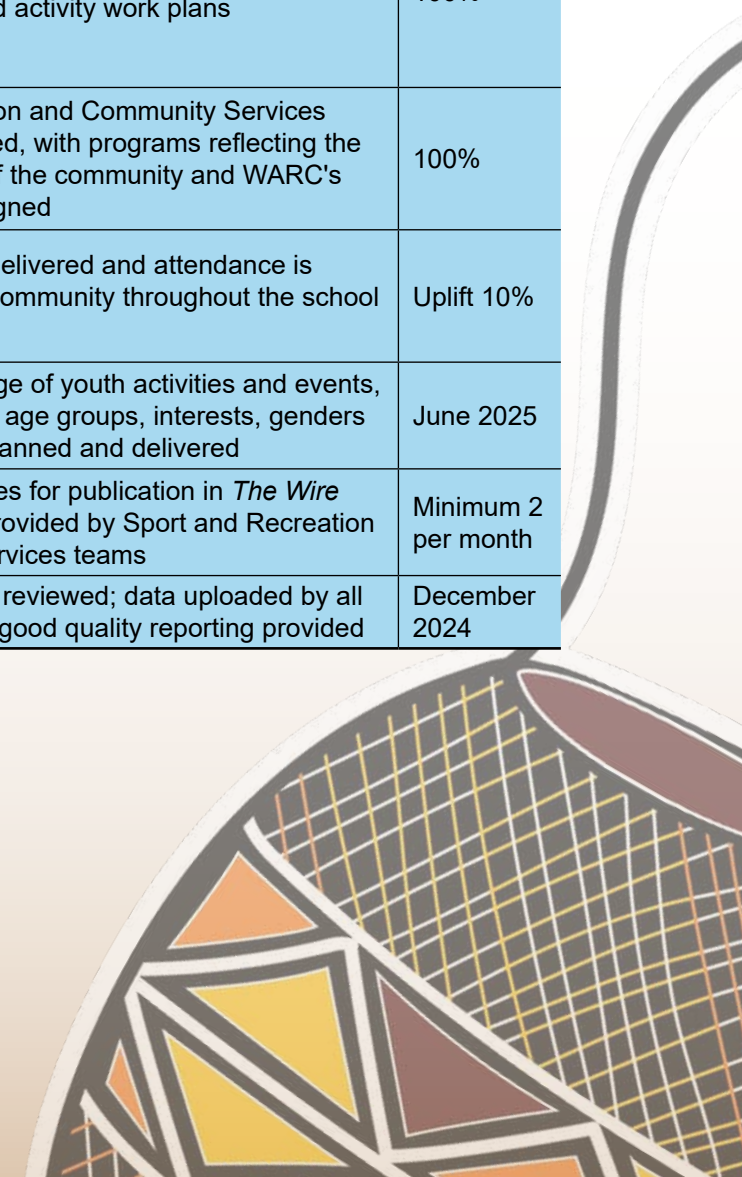 d activity work plans
on and Community Services
ed, with programs reflecting the
f the community and WARC's
gned
100%
elivered and attendance is
ommunity throughout the school
Uplift 10%
ge of youth activities and events,
age groups, interests, genders
anned and delivered
June 2025
es for publication in The Wire
rovided by Sport and Recreation
rvices teams
Minimum 2
per month
reviewed; data uploaded by all
good quality reporting provided
December
2024